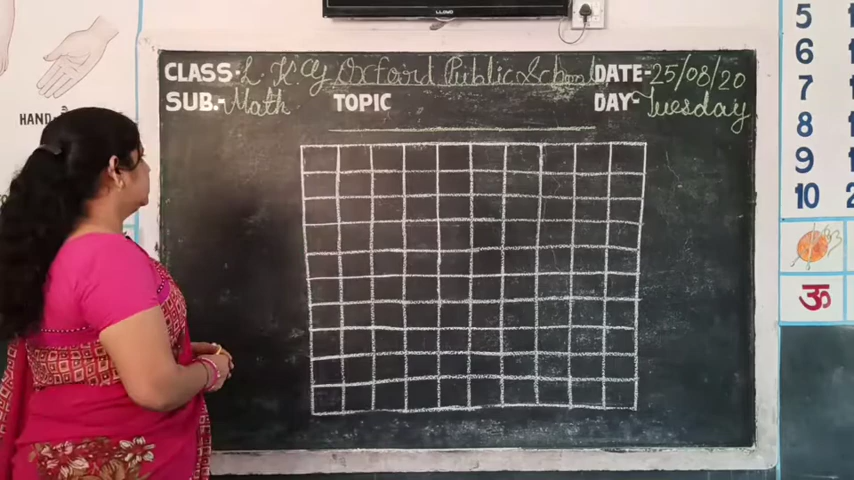 LLOYD
CLASS:- L.K.G Oxford Public School DATE- 25/08/20
SUB.- Math TOPIC DAY- Tuesday
HAND
5
6
7
8
9
10
ॐ